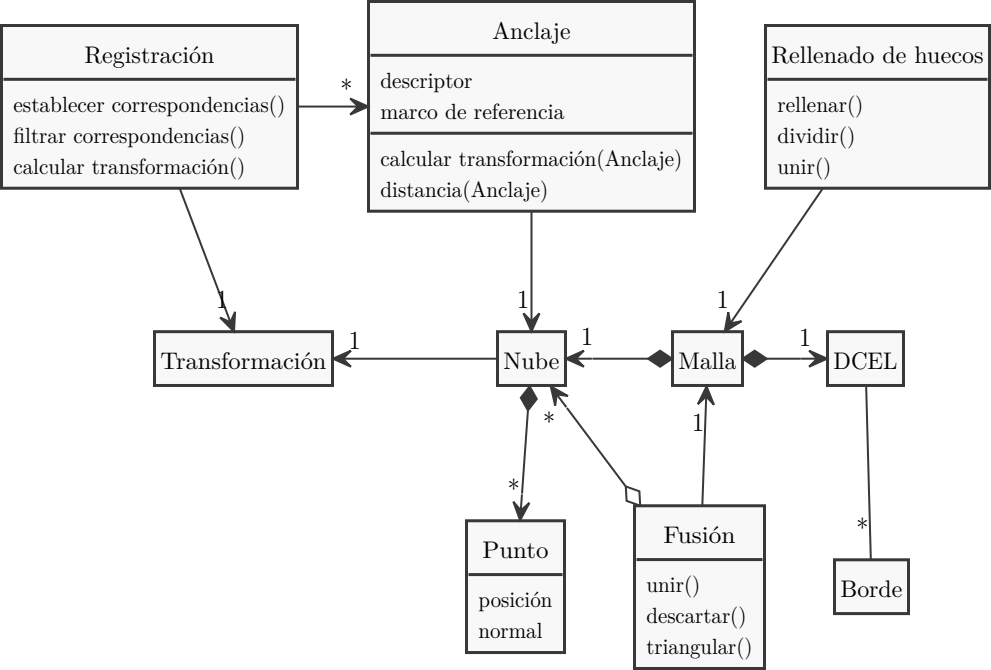 Registración
establecer correspondencias()
filtrar correspondencias()
calcular transformación()
*
Anclaje
descriptor
marco de referencia
calcular transformación(Anclaje)
distancia(Anclaje)
Rellenado de huecos
rellenar()
dividir()
unir()
1
1
1
Transformación
1
Nube
1
Malla
1
DCEL
*
1
*
*
Punto
posición
normal
Fusión
unir()
descartar()
triangular()
Borde